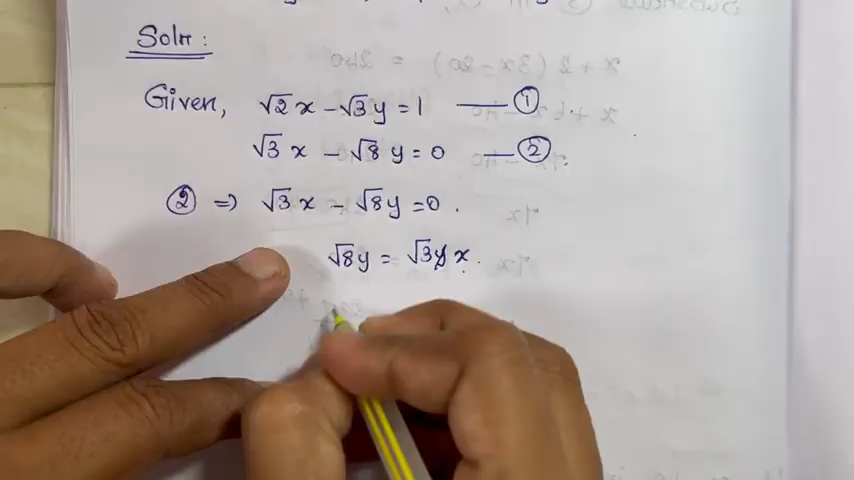 Soln :
Given, √2 x - √3 y = 1 —— ①
√3 x - √8 y = 0 —— ②.
② ⇒ √3 x - √8 y = 0.
√8 y = √3 x.